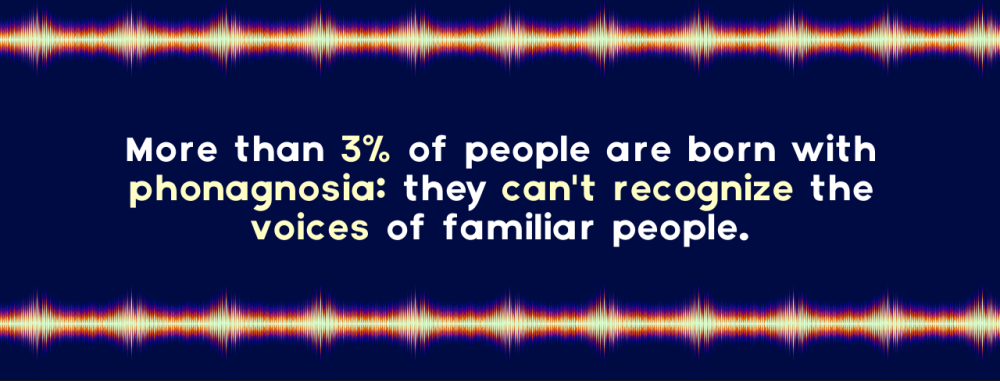 More than 3% of people are born with
phonagnosia: they can't recognize the
voices of familiar people.